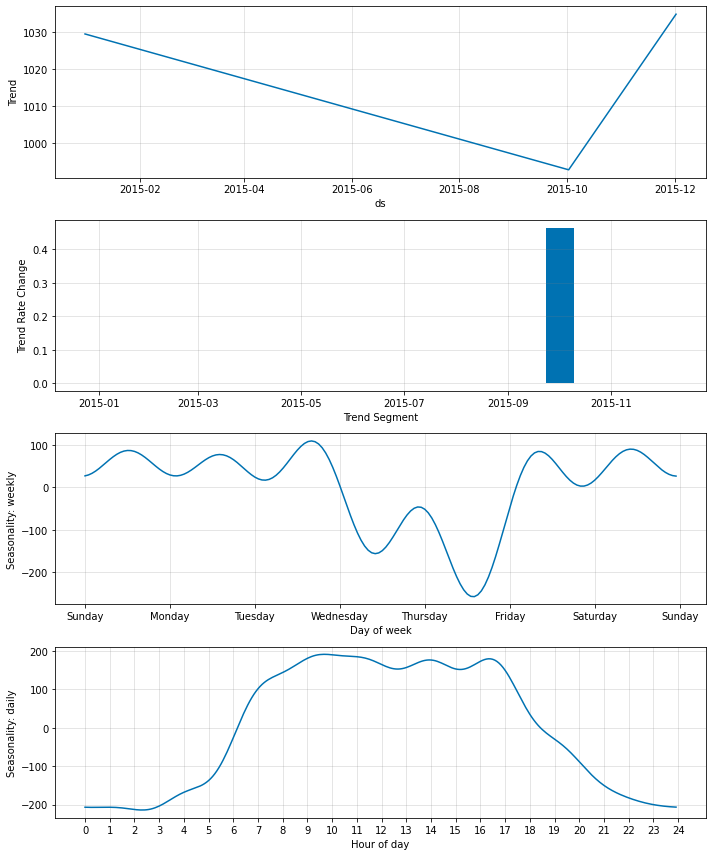 1030
1020
1010
1000
Trend
2015-02 2015-04 2015-06 2015-08 2015-10 2015-12
ds
0.4
0.3
0.2
0.1
0.0
Trend Rate Change
2015-01 2015-03 2015-05 2015-07 2015-09 2015-11
Trend Segment
100
0
−100
−200
Seasonality: weekly
Sunday Monday Tuesday Wednesday Thursday Friday Saturday Sunday
Day of week
200
100
0
−100
−200
Seasonality: daily
0 1 2 3 4 5 6 7 8 9 10 11 12 13 14 15 16 17 18 19 20 21 22 23 24
Hour of day